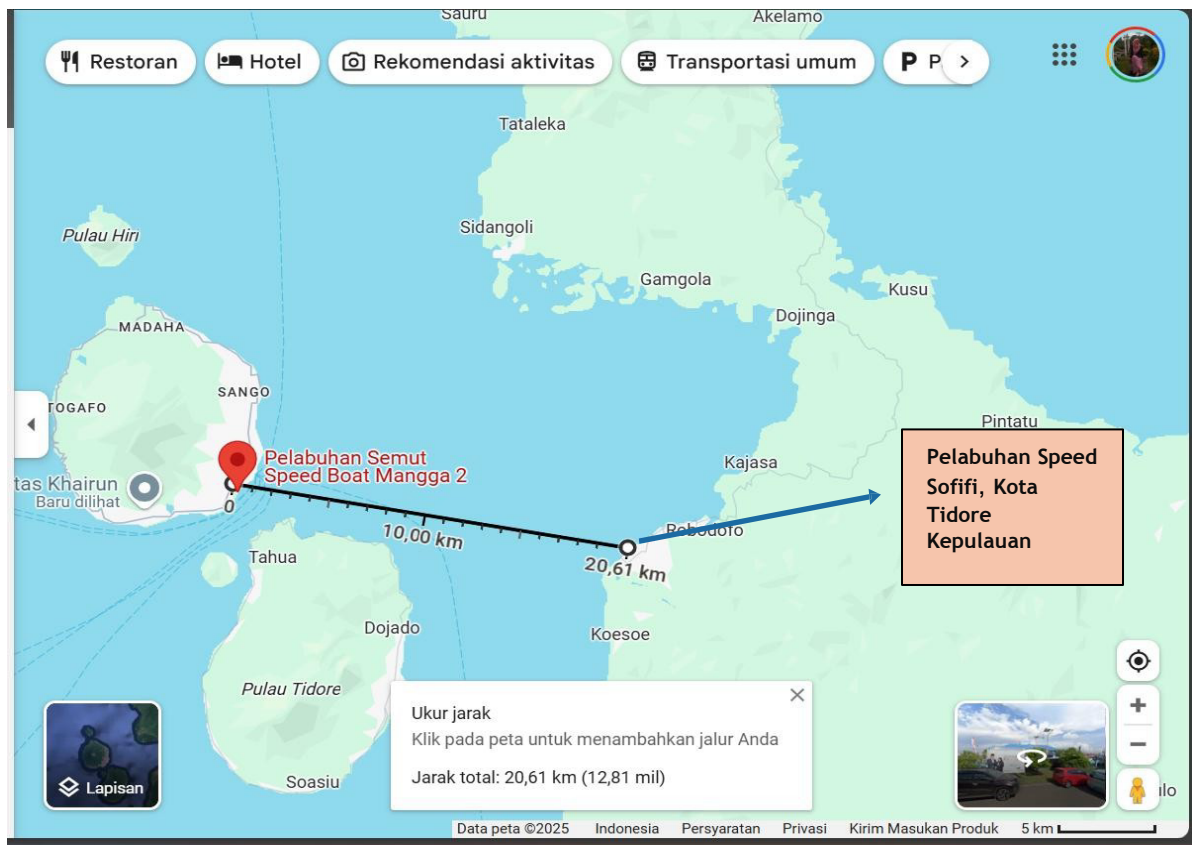 Sauru
Akelamo
Restoran
Hotel
Rekomendasi aktivitas
Transportasi umum
P P
Tataleka
Sidangoli
Pulau Hiri
Gamgola
Kusu
Dojinga
MADAHA
SANGO
TOGAFO
Pintatu
Pelabuhan Semut
Speed Boat Mangga 2
Kajasa
Pelabuhan Speed
Sofifi, Kota
Tidore
Kepulauan
tas Khairun
Baru dilihat
0
10,00 km
Robodofo
20,61 km
Tahua
Dojado
Koesoe
Pulau Tidore
Ukur jarak
Klik pada peta untuk menambahkan jalur Anda
Jarak total: 20,61 km (12,81 mil)
Soasiu
Lapisan
ilo
Data peta ©2025 Indonesia Persyaratan Privasi Kirim Masukan Produk 5 km